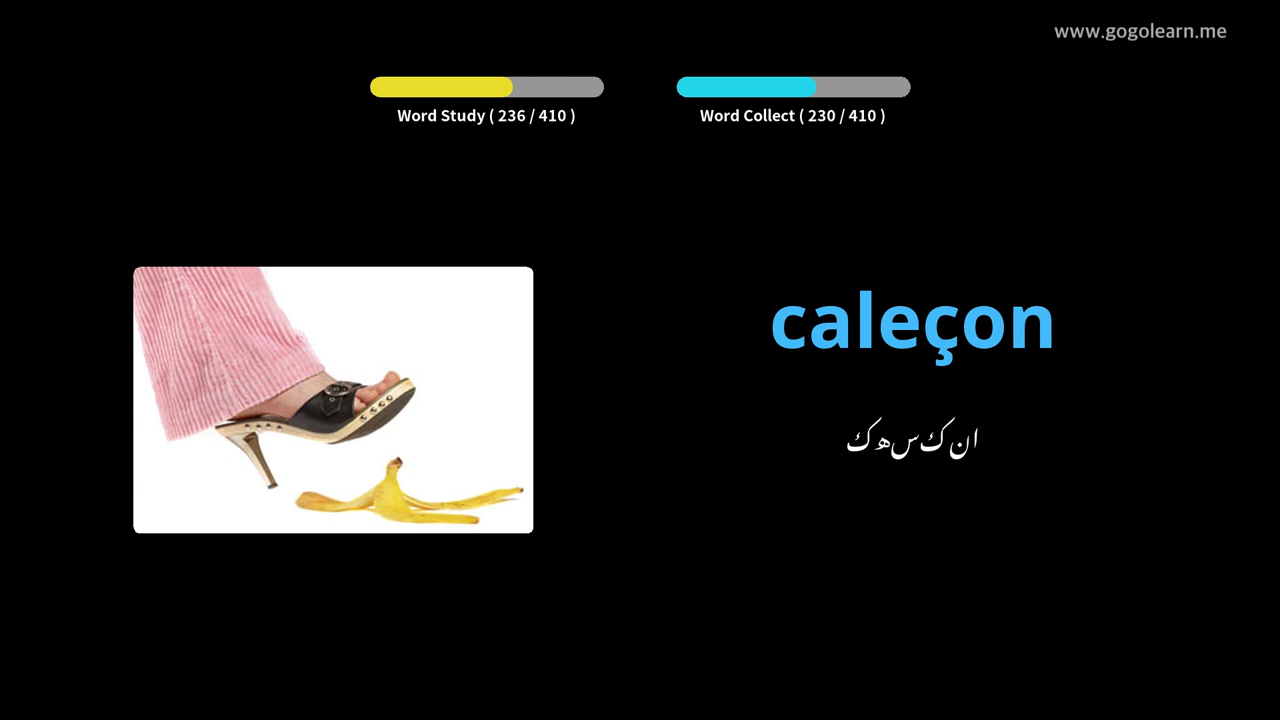 www.gogolearn.me
Word Study ( 236 / 410 )
Word Collect ( 230 / 410 )
caleçon
ان ک س ه ک